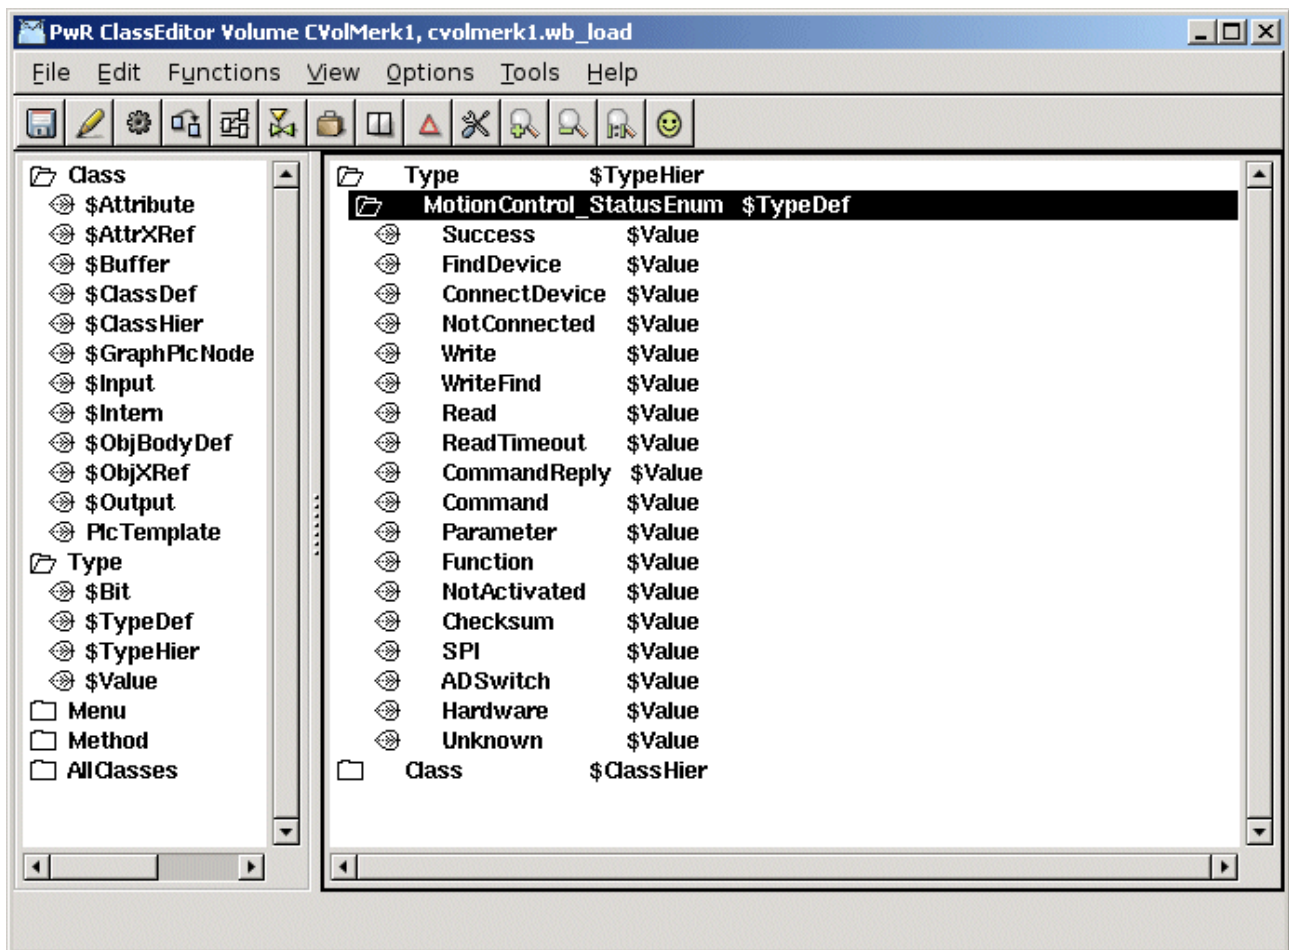 PwR ClassEditor Volume CVolMerk1, cvolmerk1.wb_load
File Edit Functions View Options Tools Help
1:1
Class
$Attribute
$AttrXRef
$Buffer
$ClassDef
$ClassHier
$GraphPlcNode
$Input
$Intern
$ObjBodyDef
$ObjXRef
$Output
PlcTemplate
Type
$Bit
$TypeDef
$TypeHier
$Value
Menu
Method
AllClasses
Type $TypeHier
MotionControl_StatusEnum $TypeDef
Success $Value
FindDevice $Value
ConnectDevice $Value
NotConnected $Value
Write $Value
WriteFind $Value
Read $Value
ReadTimeout $Value
CommandReply $Value
Command $Value
Parameter $Value
Function $Value
NotActivated $Value
Checksum $Value
SPI $Value
ADSwitch $Value
Hardware $Value
Unknown $Value
Class $ClassHier